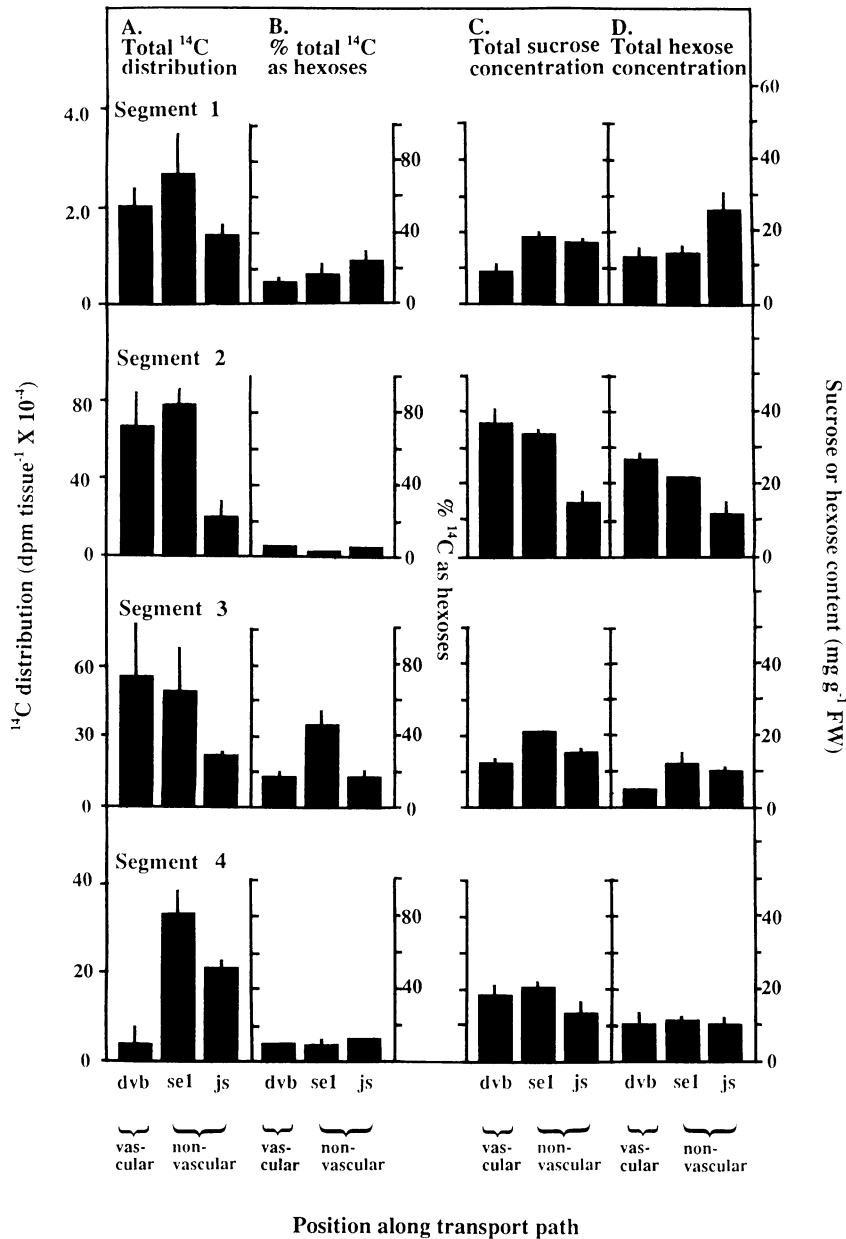 A.
Total ¹⁴C
distribution
B.
% total ¹⁴C
as hexoses
C.
Total sucrose
concentration
D.
Total hexose
concentration
Segment 1
4.0
2.0
0
80
40
0
60
40
20
0
Segment 2
80
40
0
80
40
0
40
20
0
Segment 3
60
30
0
80
40
0
40
20
0
Segment 4
40
20
0
80
40
40
20
0
¹⁴C distribution (dpm tissue⁻¹ X 10⁻⁴)
% ¹⁴C as hexoses
Sucrose or hexose content (mg g⁻¹ FW)
dvb se1 js dvb se1 js dvb se1 js dvb se1 js
vas- non- vas- non- vas- non- vas- non-
cular vascular cular vascular cular vascular cular vascular
Position along transport path